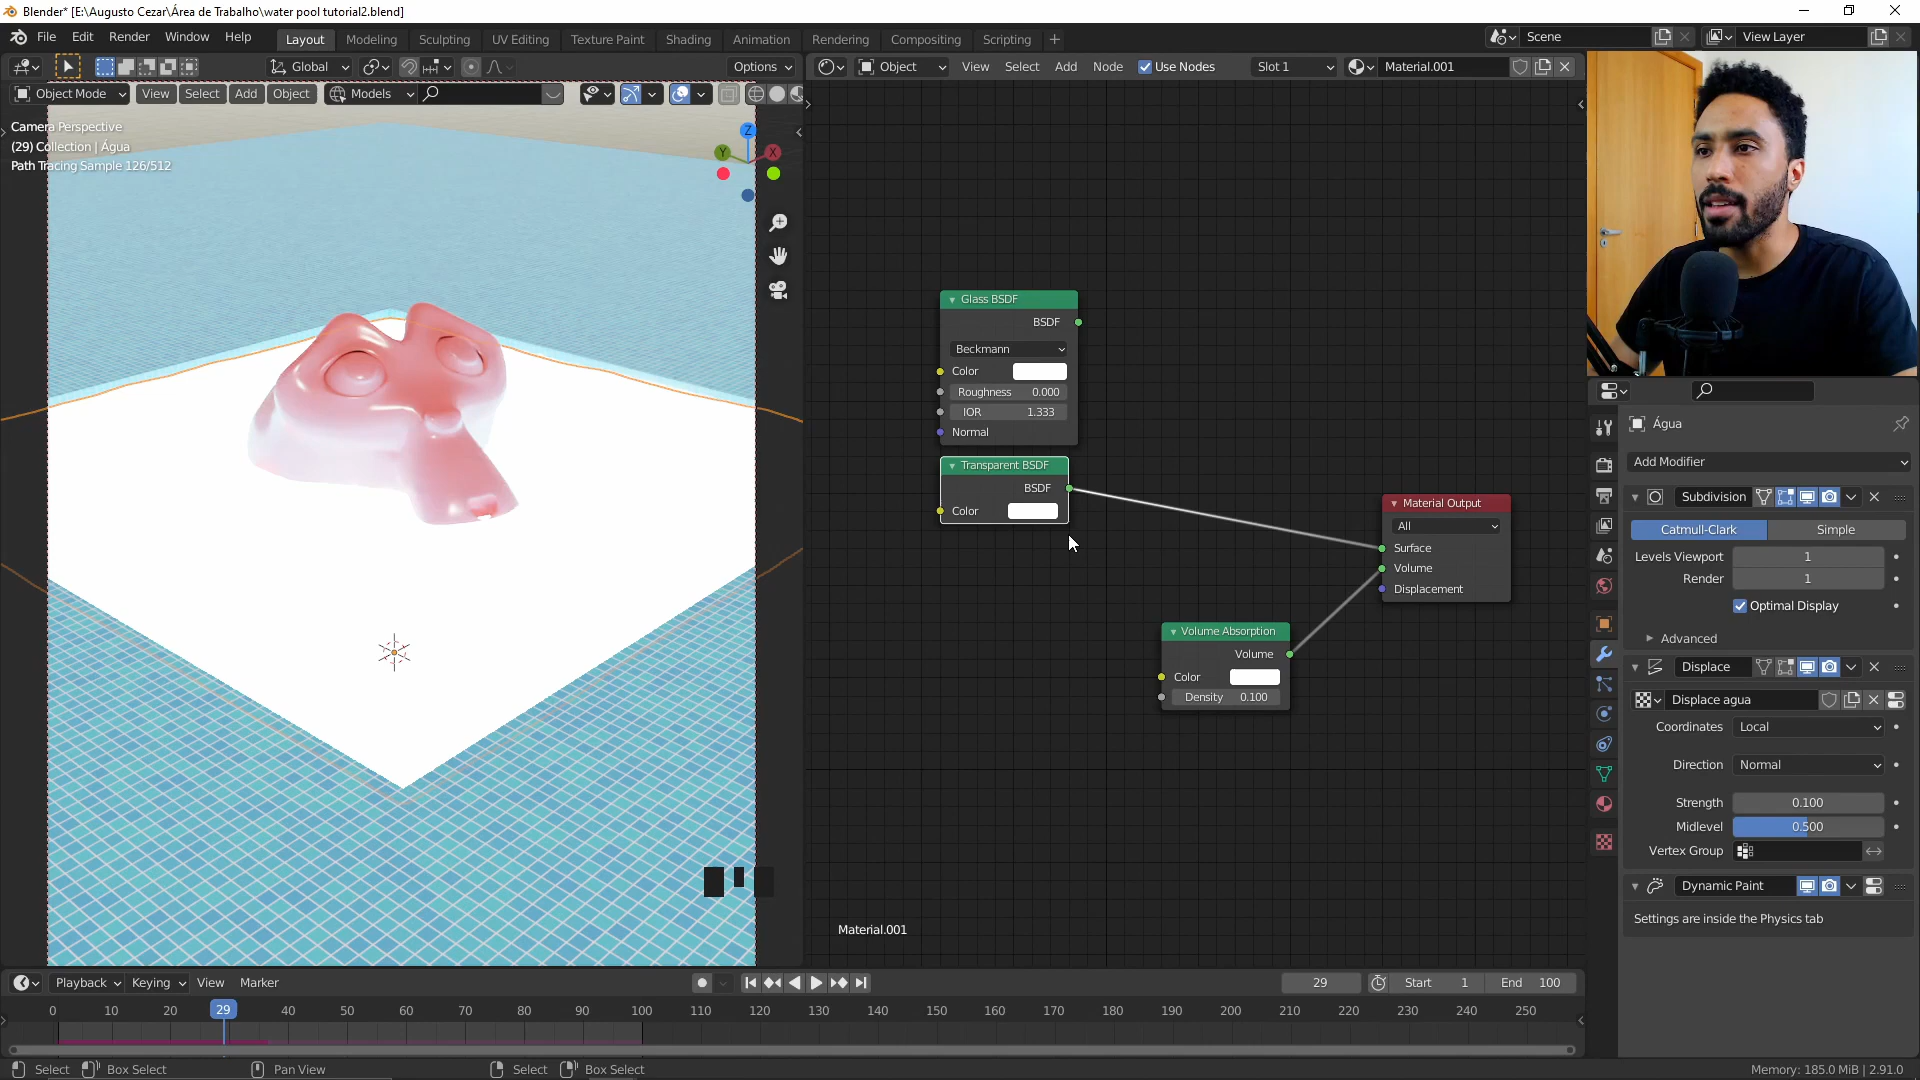 Blender* [E:\Augusto Cezar\Área de Trabalho\water pool tutorial2.blend]
File Edit Render Window Help Layout Modeling Sculpting UV Editing Texture Paint Shading Animation Rendering Compositing Scripting + Scene View Layer
Global Options Object View Select Add Node Use Nodes Slot 1 Material.001
Object Mode View Select Add Object Models
Camera Perspective
(29) Collection | Água
Path Tracing Sample 126/512
Z
Y X
Glass BSDF
BSDF
Beckmann
Color
Roughness 0.000
IOR 1.333
Normal
Transparent BSDF
BSDF
Color
Material Output
All
Surface
Volume
Displacement
Volume Absorption
Volume
Color
Density 0.100
Material.001
Água
Add Modifier
Subdivision
Catmull-Clark Simple
Levels Viewport 1
Render 1
Optimal Display
Advanced
Displace
Displace agua
Coordinates Local
Direction Normal
Strength 0.100
Midlevel 0.500
Vertex Group
Dynamic Paint
Settings are inside the Physics tab
Playback Keying View Marker 29 Start 1 End 100
0 10 20 29 40 50 60 70 80 90 100 110 120 130 140 150 160 170 180 190 200 210 220 230 240 250
Select Box Select Pan View Select Box Select Memory: 185.0 MiB | 2.91.0